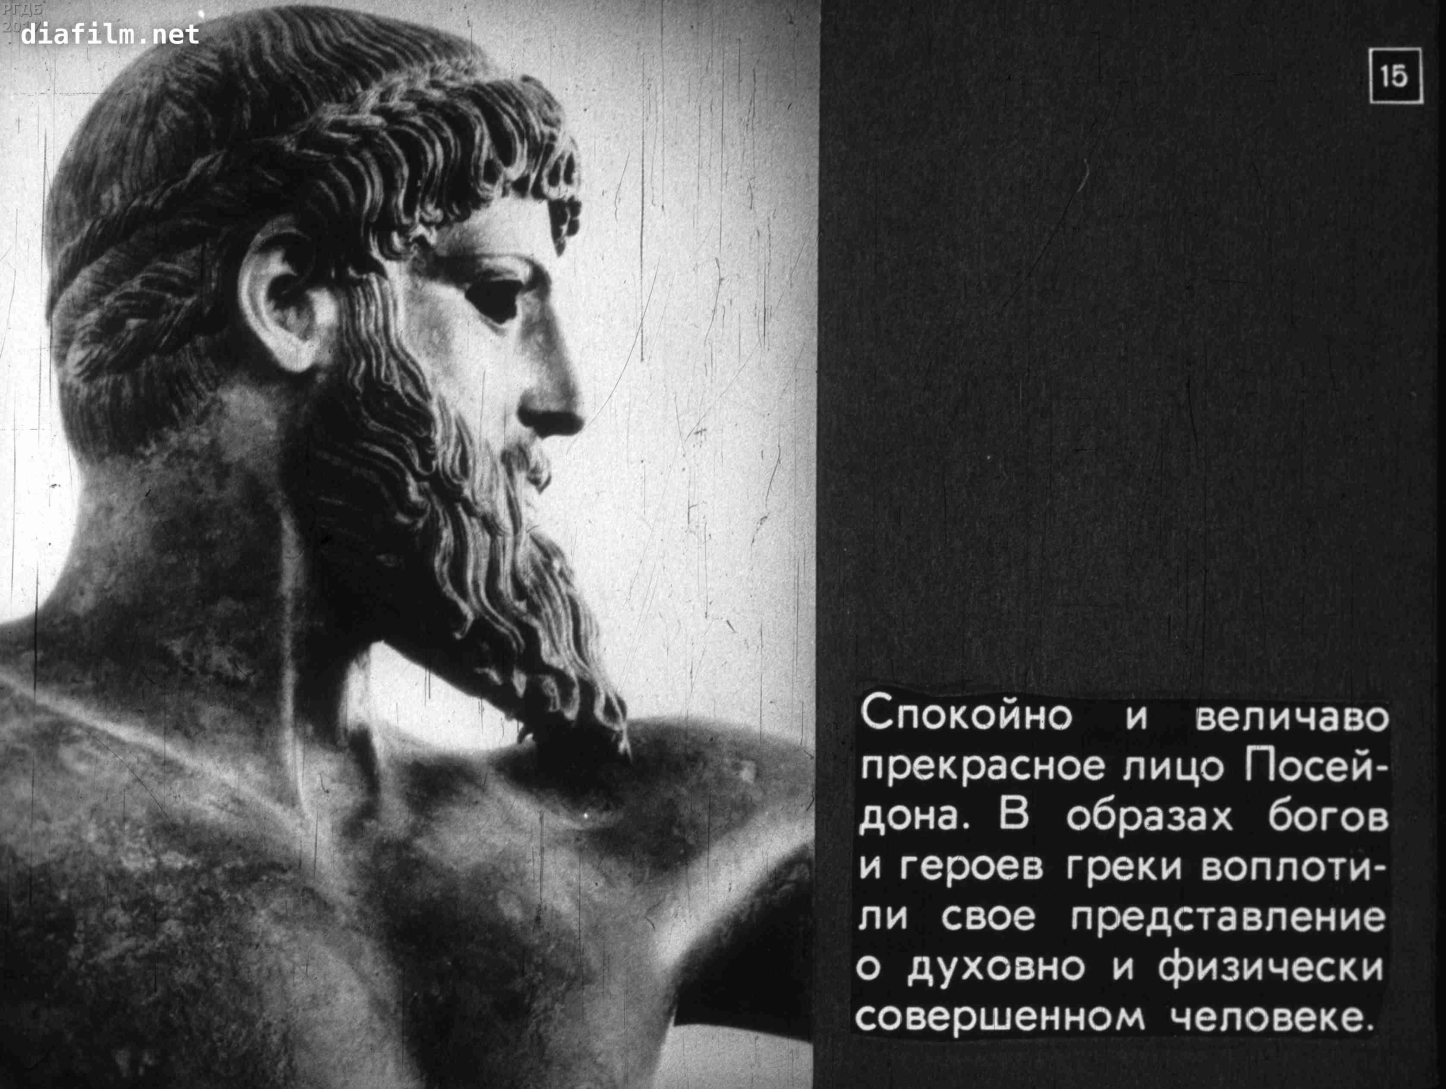 РГДБ
diafilm.net
15
Спокойно и величаво
прекрасное лицо Посей-
дона. В образах богов
и героев греки воплоти-
ли свое представление
о духовно и физически
совершенном человеке.